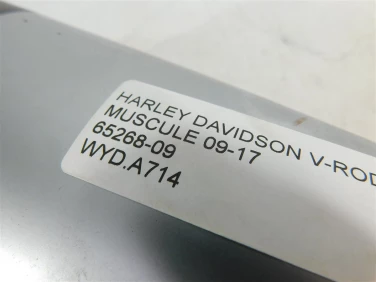 HARLEY DAVIDSON V-ROD
MUSCULE 09-17
65268-09
WYD.A714